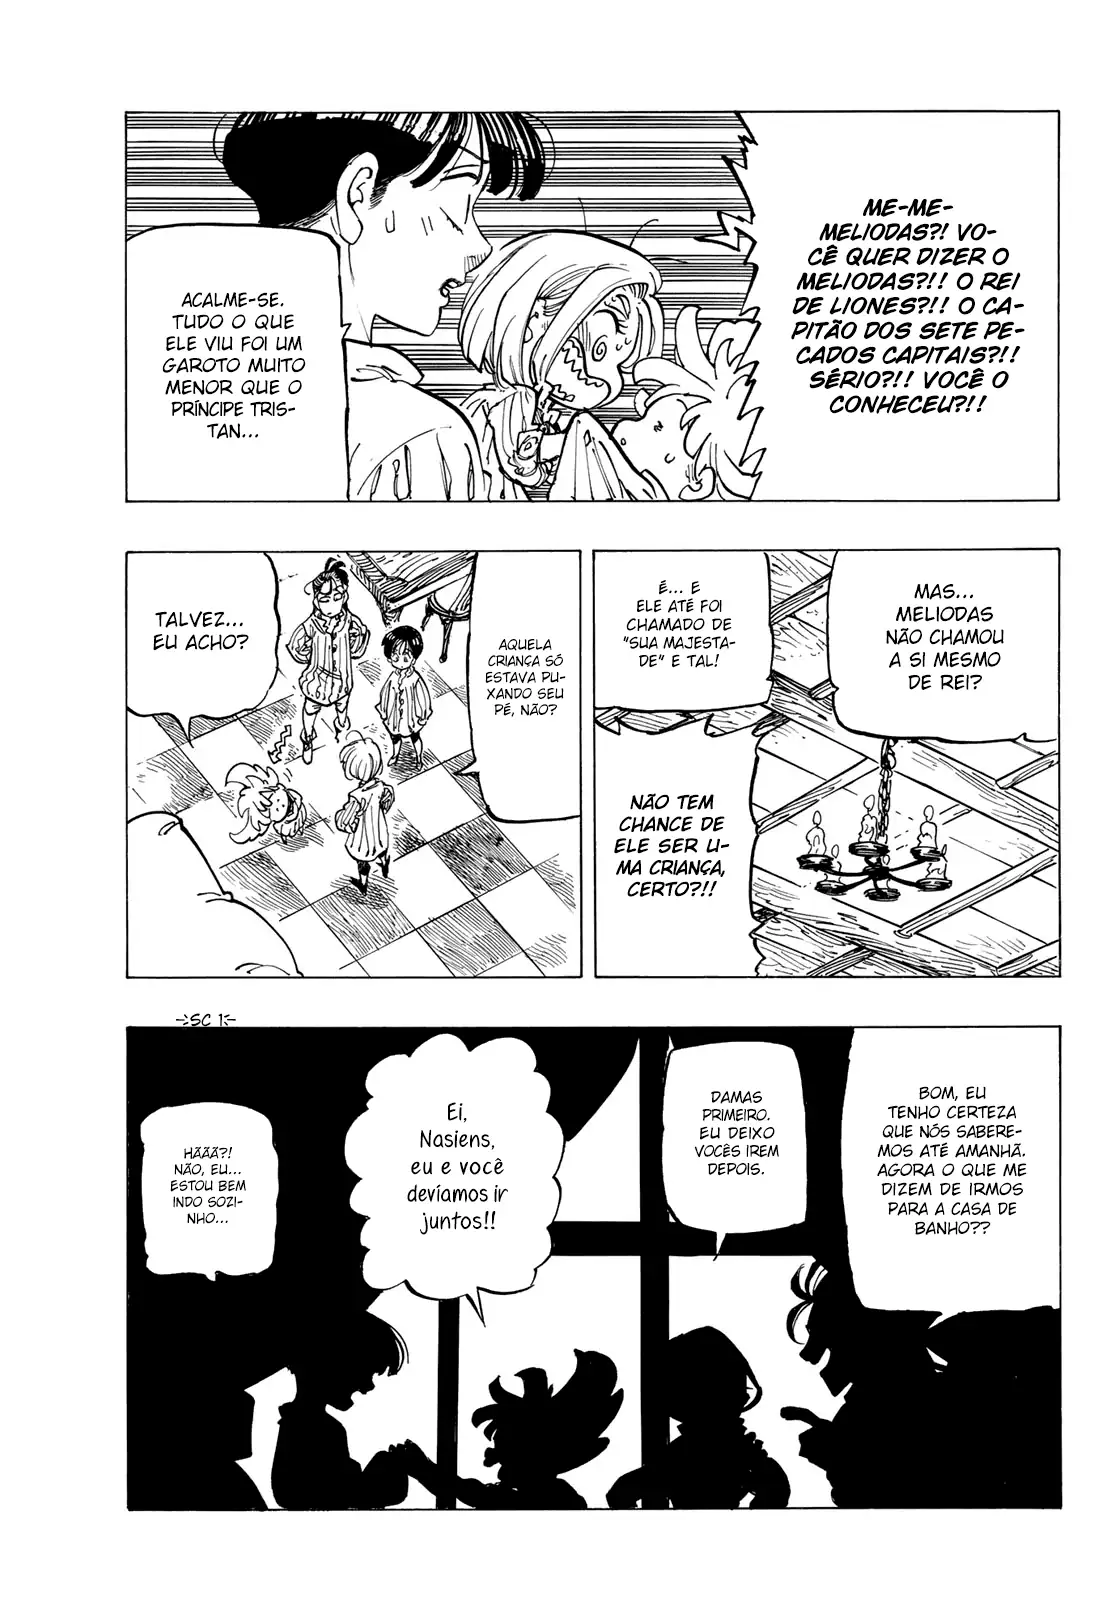 ME-ME-
MELIODAS?! VO-
CÊ QUER DIZER O
MELIODAS?!! O REI
DE LIONES?!! O CA-
PITÃO DOS SETE PE-
CADOS CAPITAIS?!!
SÉRIO?!! VOCÊ O
CONHECEU?!!
ACALME-SE.
TUDO O QUE
ELE VIU FOI UM
GAROTO MUITO
MENOR QUE O
PRÍNCIPE TRIS-
TAN...
MAS...
MELIODAS
NÃO CHAMOU
A SI MESMO
DE REI?
É... E
ELE ATÉ FOI
CHAMADO DE
"SUA MAJESTA-
DE" E TAL!
NÃO TEM
CHANCE DE
ELE SER U-
MA CRIANÇA,
CERTO?!!
AQUELA
CRIANÇA SÓ
ESTAVA PU-
XANDO SEU
PÉ, NÃO?
TALVEZ...
EU ACHO?
SC 1
BOM, EU
TENHO CERTEZA
QUE NÓS SABERE-
MOS ATÉ AMANHÃ.
AGORA O QUE ME
DIZEM DE IRMOS
PARA A CASA DE
BANHO??
DAMAS
PRIMEIRO.
EU DEIXO
VOCÊS IREM
DEPOIS.
Ei,
Nasiens,
eu e você
devíamos ir
juntos!!
HÃÃÃ?!
NÃO, EU...
ESTOU BEM
INDO SOZI-
NHO...